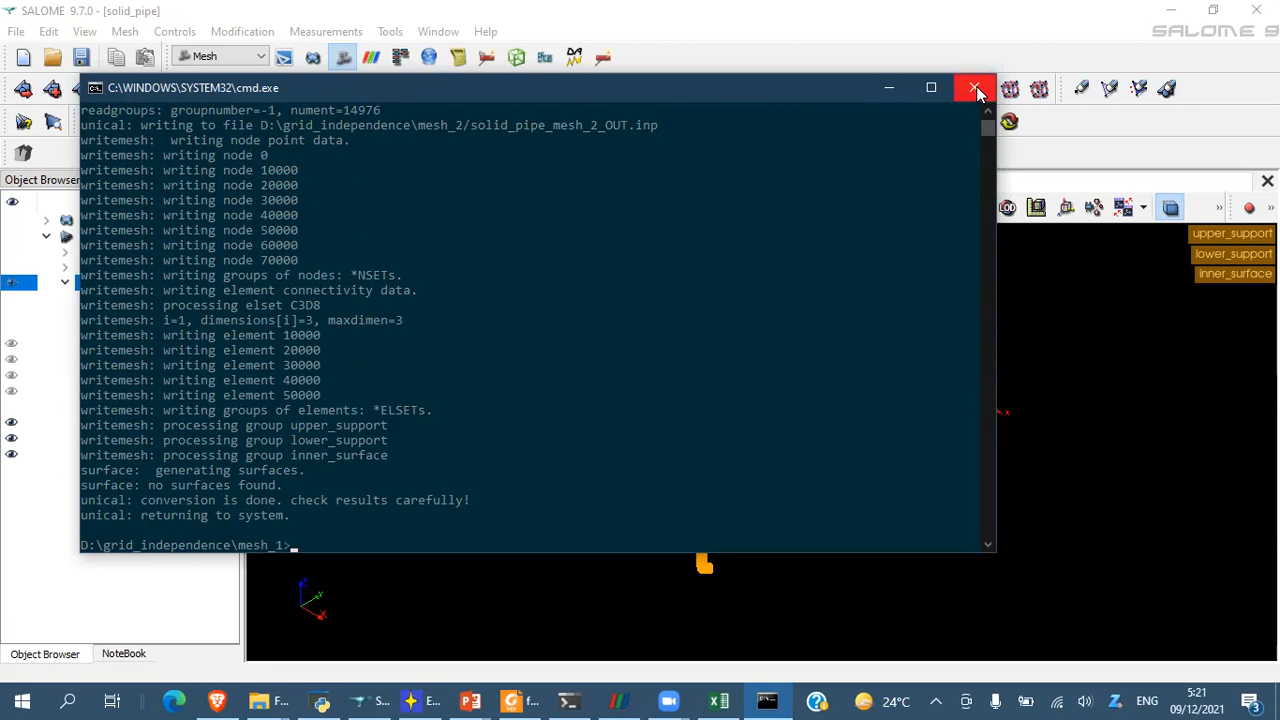 SALOME 9.7.0 - [solid_pipe]
File Edit View Mesh Controls Modification Measurements Tools Window Help
SALOME 9
Mesh
C:\WINDOWS\SYSTEM32\cmd.exe
readgroups: groupnumber=-1, nument=14976
unical: writing to file D:\grid_independence\mesh_2/solid_pipe_mesh_2_OUT.inp
writemesh:  writing node point data.
writemesh: writing node 0
writemesh: writing node 10000
writemesh: writing node 20000
writemesh: writing node 30000
writemesh: writing node 40000
writemesh: writing node 50000
writemesh: writing node 60000
writemesh: writing node 70000
writemesh: writing groups of nodes: *NSETs.
writemesh: writing element connectivity data.
writemesh: processing elset C3D8
writemesh: i=1, dimensions[i]=3, maxdimen=3
writemesh: writing element 10000
writemesh: writing element 20000
writemesh: writing element 30000
writemesh: writing element 40000
writemesh: writing element 50000
writemesh: writing groups of elements: *ELSETs.
writemesh: processing group upper_support
writemesh: processing group lower_support
writemesh: processing group inner_surface
surface:  generating surfaces.
surface: no surfaces found.
unical: conversion is done. check results carefully!
unical: returning to system.
D:\grid_independence\mesh_1>
Object Browser
LOD
upper_support
lower_support
inner_surface
x
Z
Y
X
Object Browser NoteBook
F... S... E... f... 24°C ENG
5:21
09/12/2021
3